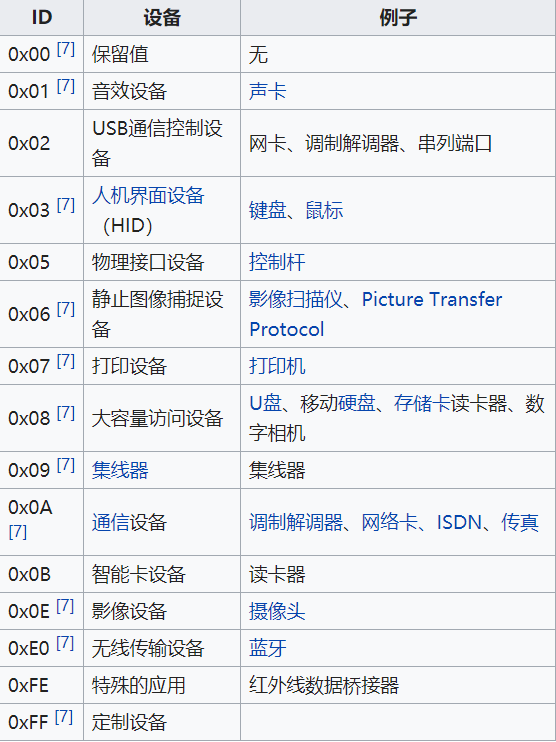 ID 设备 例子
0x00 [7] 保留值 无
0x01 [7] 音效设备 声卡
0x02 USB通信控制设
备 网卡、调制解调器、串列端口
0x03 [7] 人机界面设备
（HID） 键盘、鼠标
0x05 物理接口设备 控制杆
0x06 [7] 静止图像捕捉设
备 影像扫描仪、Picture Transfer
Protocol
0x07 [7] 打印设备 打印机
0x08 [7] 大容量访问设备 U盘、移动硬盘、存储卡读卡器、数
字相机
0x09 [7] 集线器 集线器
0x0A
[7] 通信设备 调制解调器、网络卡、ISDN、传真
0x0B 智能卡设备 读卡器
0x0E [7] 影像设备 摄像头
0xE0 [7] 无线传输设备 蓝牙
0xFE 特殊的应用 红外线数据桥接器
0xFF [7] 定制设备